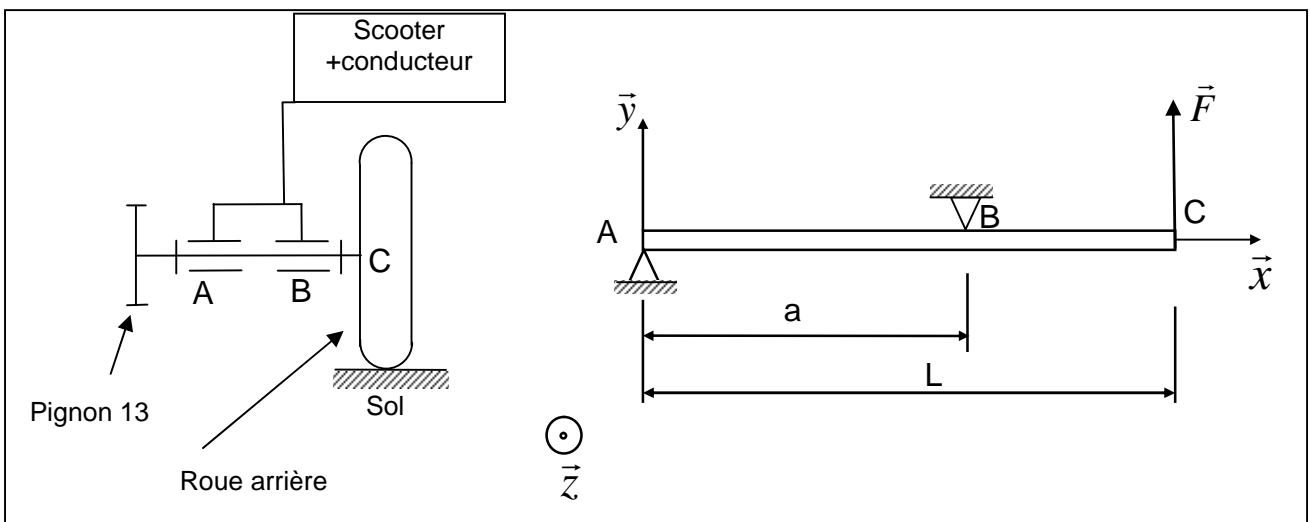 Scooter
+conducteur
A
B
C
Pignon 13
Roue arrière
Sol
y⃗
F⃗
A
B
C
x⃗
a
L
z⃗